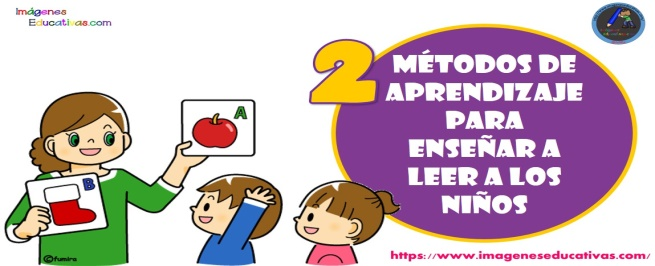 Imágenes
Educativas.com
2
MÉTODOS DE
APRENDIZAJE
PARA
ENSEÑAR A
LEER A LOS
NIÑOS
A
B
©fumira
https://www.imageneseducativas.com/